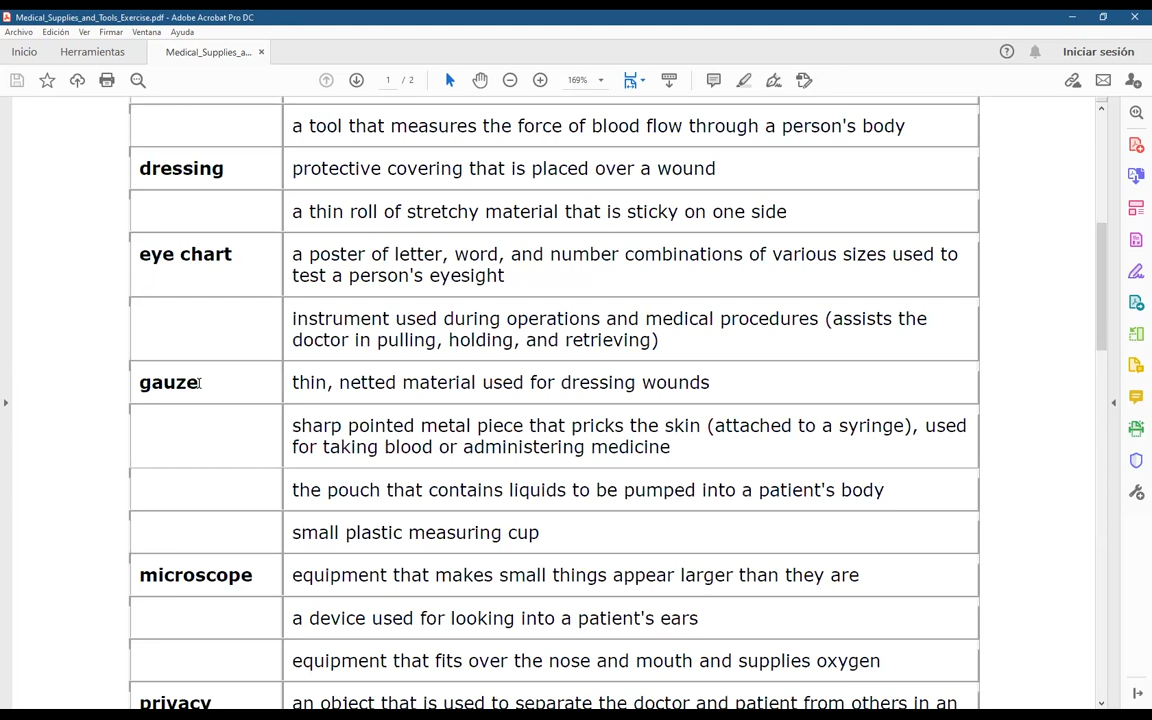 Medical_Supplies_and_Tools_Exercise.pdf - Adobe Acrobat Pro DC
Archivo Edición Ver Firmar Ventana Ayuda
Inicio Herramientas Medical_Supplies_a... × Iniciar sesión
1 / 2 169%
a tool that measures the force of blood flow through a person's body
dressing protective covering that is placed over a wound
a thin roll of stretchy material that is sticky on one side
eye chart a poster of letter, word, and number combinations of various sizes used to
test a person's eyesight
instrument used during operations and medical procedures (assists the
doctor in pulling, holding, and retrieving)
gauze thin, netted material used for dressing wounds
sharp pointed metal piece that pricks the skin (attached to a syringe), used
for taking blood or administering medicine
the pouch that contains liquids to be pumped into a patient's body
small plastic measuring cup
microscope equipment that makes small things appear larger than they are
a device used for looking into a patient's ears
equipment that fits over the nose and mouth and supplies oxygen
privacy an object that is used to separate the doctor and patient from others in an